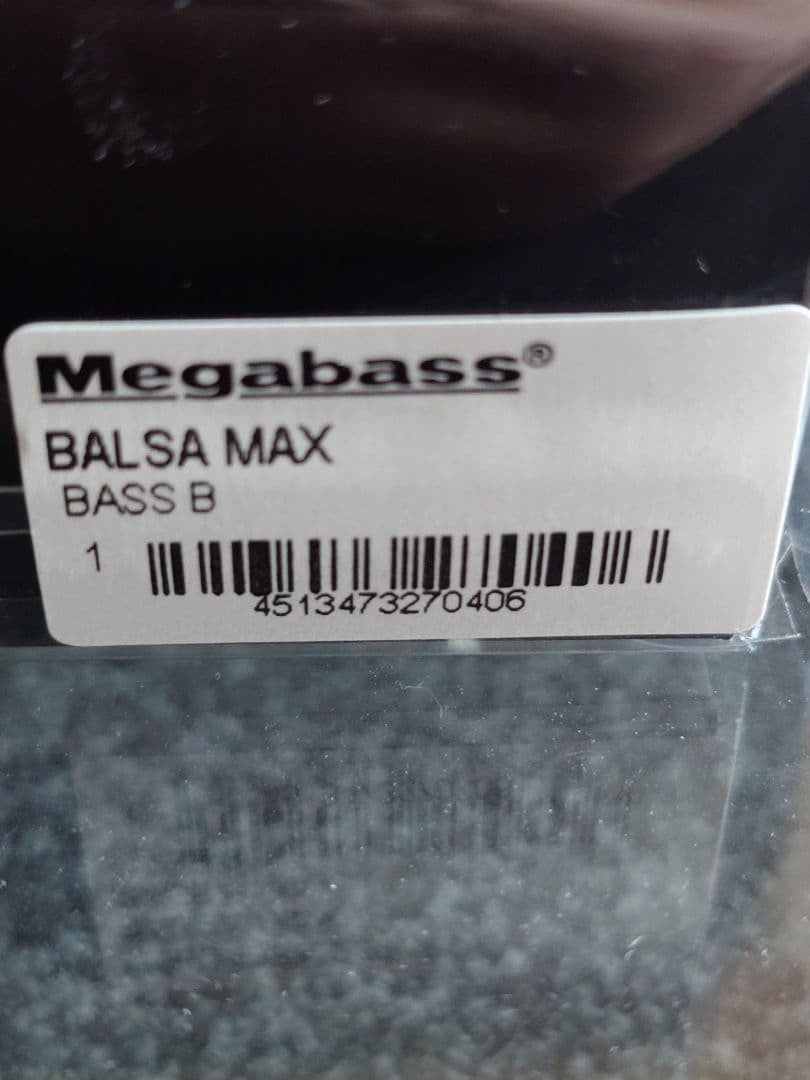 Megabass®
BALSA MAX
BASS B
1
4513473270406